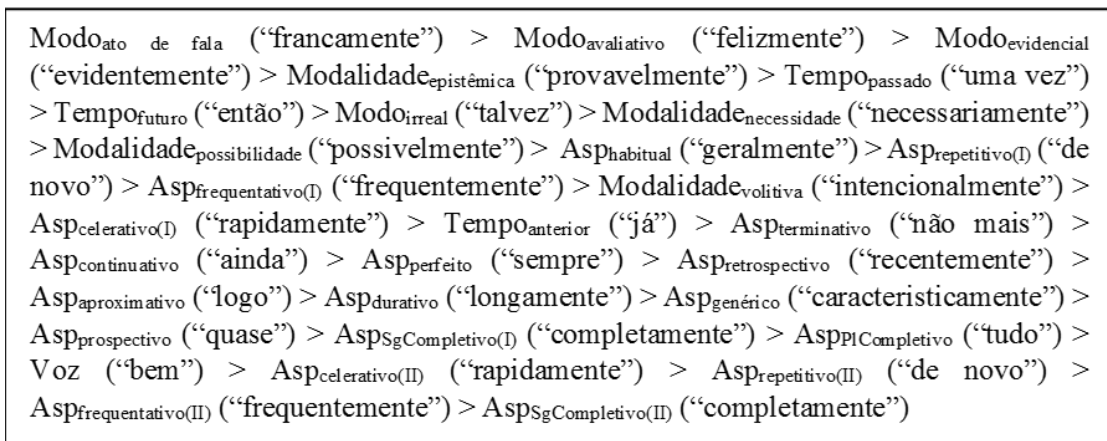 Modoato de fala (“francamente”) > Modoavaliativo (“felizmente”) > Modoevidencial
(“evidentemente”) > Modalidadeepistêmica (“provavelmente”) > Tempopassado (“uma vez”)
> Tempofuturo (“então”) > Modoirreal (“talvez”) > Modalidadenecessidade (“necessariamente”)
> Modalidadepossibilidade (“possivelmente”) > Asphabitual (“geralmente”) > Asprepetitivo(I) (“de
novo”) > Aspfrequentativo(I) (“frequentemente”) > Modalidadevolitiva (“intencionalmente”) >
Aspcelerativo(I) (“rapidamente”) > Tempoanterior (“já”) > Aspterminativo (“não mais”) >
Aspcontinuativo (“ainda”) > Aspperfeito (“sempre”) > Aspretrospectivo (“recentemente”) >
Aspaproximativo (“logo”) > Aspdurativo (“longamente”) > Aspgenérico (“caracteristicamente”) >
Aspprospectivo (“quase”) > AspSgCompletivo(I) (“completamente”) > AspPlCompletivo (“tudo”) >
Voz (“bem”) > Aspcelerativo(II) (“rapidamente”) > Asprepetitivo(II) (“de novo”) >
Aspfrequentativo(II) (“frequentemente”) > AspSgCompletivo(II) (“completamente”)